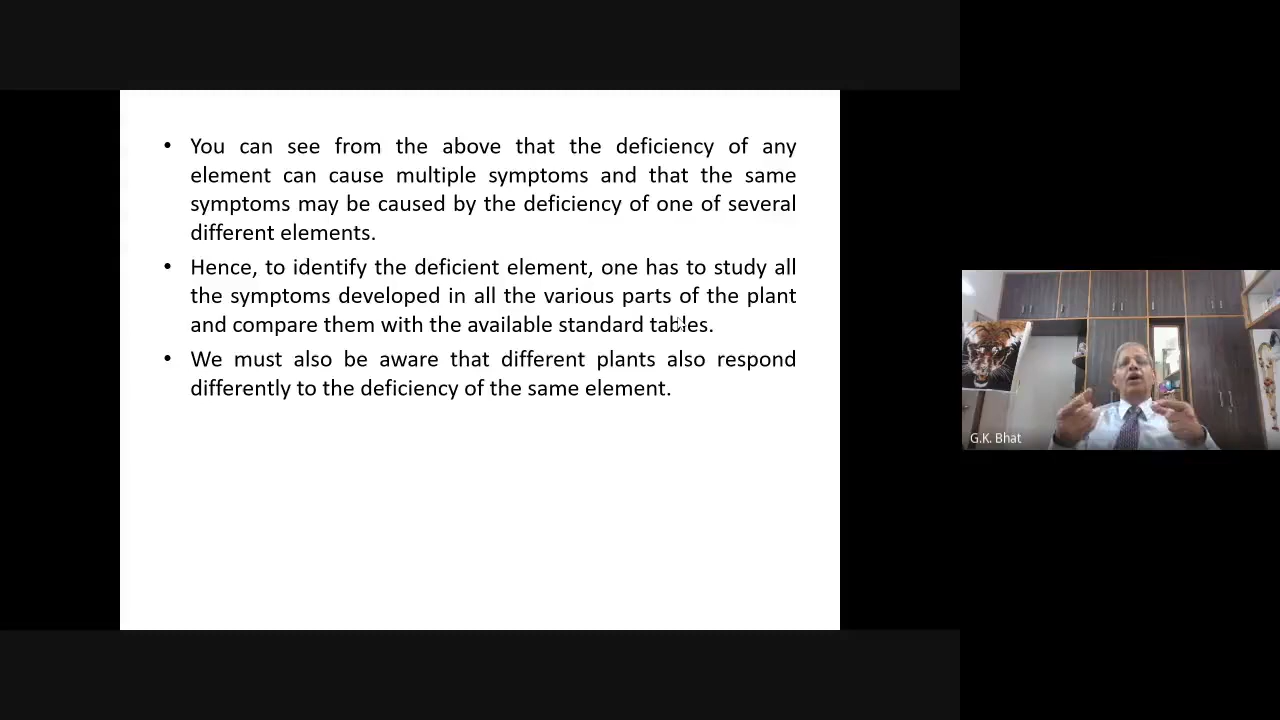 • You can see from the above that the deficiency of any
element can cause multiple symptoms and that the same
symptoms may be caused by the deficiency of one of several
different elements.
• Hence, to identify the deficient element, one has to study all
the symptoms developed in all the various parts of the plant
and compare them with the available standard tables.
• We must also be aware that different plants also respond
differently to the deficiency of the same element.
G.K. Bhat